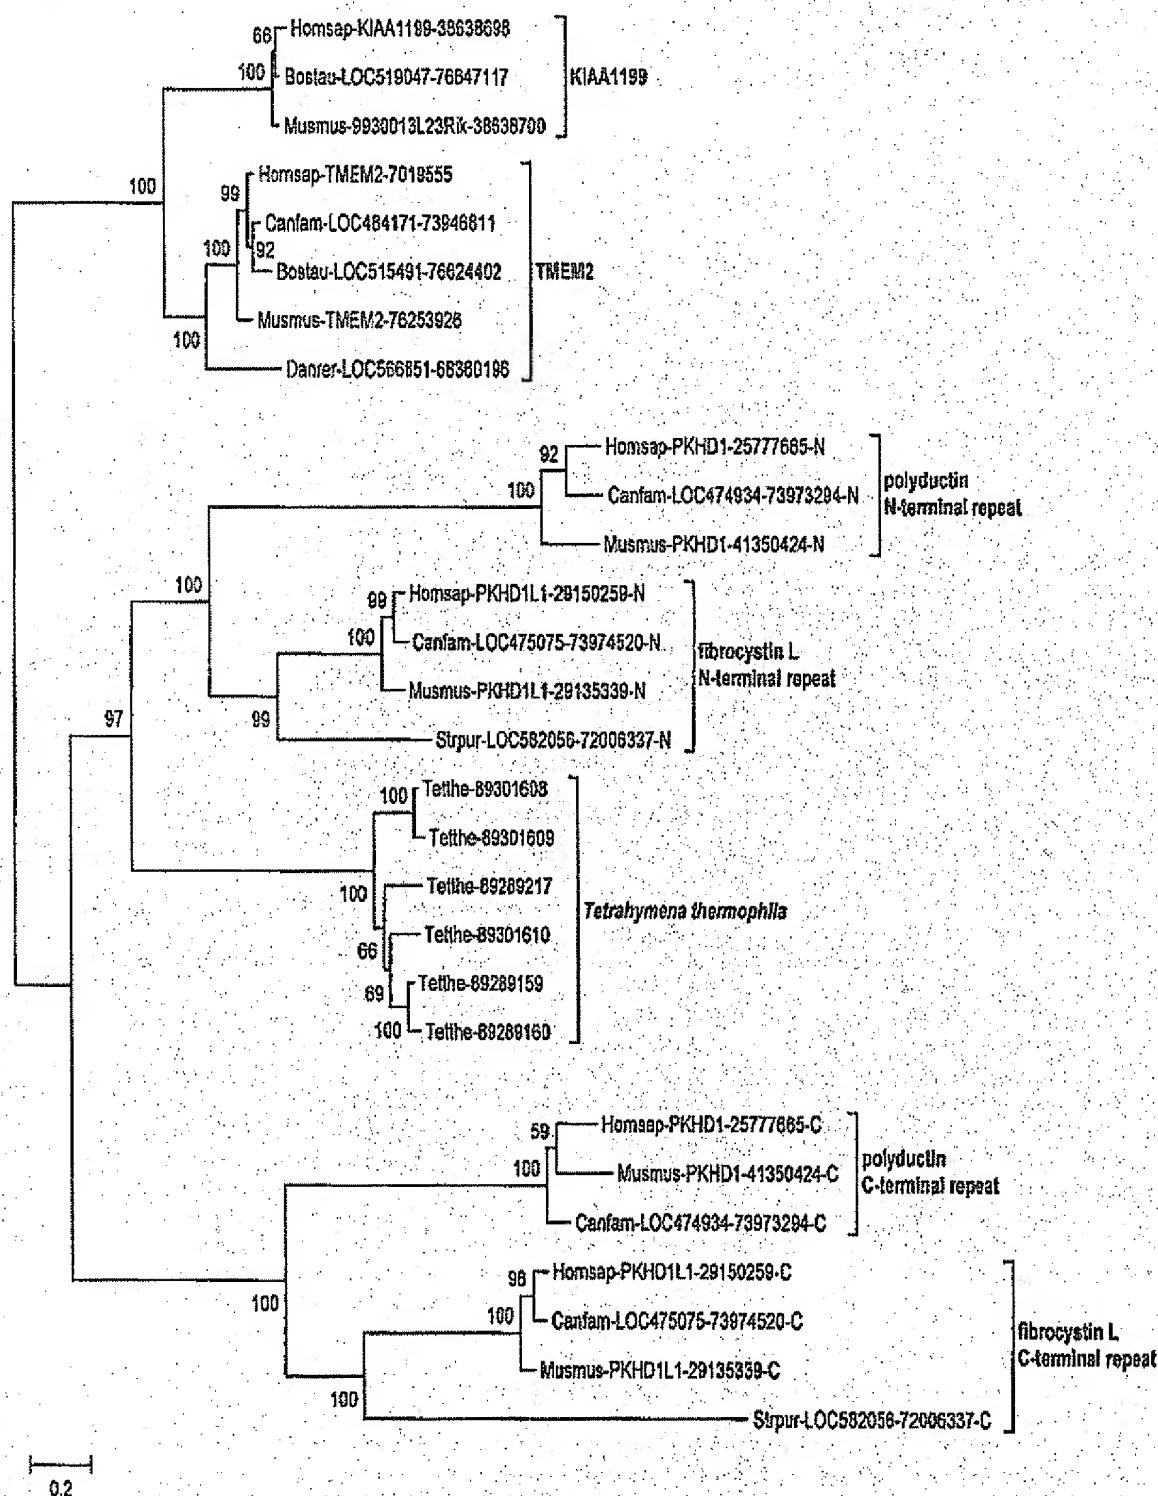 66
Homsap-KIAA1199-38638698
100
Bostau-LOC519047-76647117
KIAA1199
Musmus-9930013L23Rik-38638700
100
99
Homsap-TMEM2-7019555
Canfam-LOC484171-73946811
100
92
Bostau-LOC515491-76624402
TMEM2
Musmus-TMEM2-76253926
100
Danrer-LOC566851-68380196
92
Homsap-PKHD1-25777665-N
100
Canfam-LOC474934-73973294-N
polyductin
N-terminal repeat
Musmus-PKHD1-41350424-N
100
99
Homsap-PKHD1L1-29150259-N
100
Canfam-LOC475075-73974520-N
fibrocystin L
N-terminal repeat
Musmus-PKHD1L1-29135339-N
97
99
Strpur-LOC582056-72006337-N
100
Tetthe-89301608
Tetthe-89301609
100
Tetthe-89289217
Tetrahymena thermophila
66
Tetthe-89301610
69
Tetthe-89289159
100
Tetthe-89289160
59
Homsap-PKHD1-25777665-C
100
Musmus-PKHD1-41350424-C
polyductin
C-terminal repeat
Canfam-LOC474934-73973294-C
98
Homsap-PKHD1L1-29150259-C
100
100
Canfam-LOC475075-73974520-C
fibrocystin L
C-terminal repeat
Musmus-PKHD1L1-29135339-C
100
Strpur-LOC582056-72006337-C
0.2